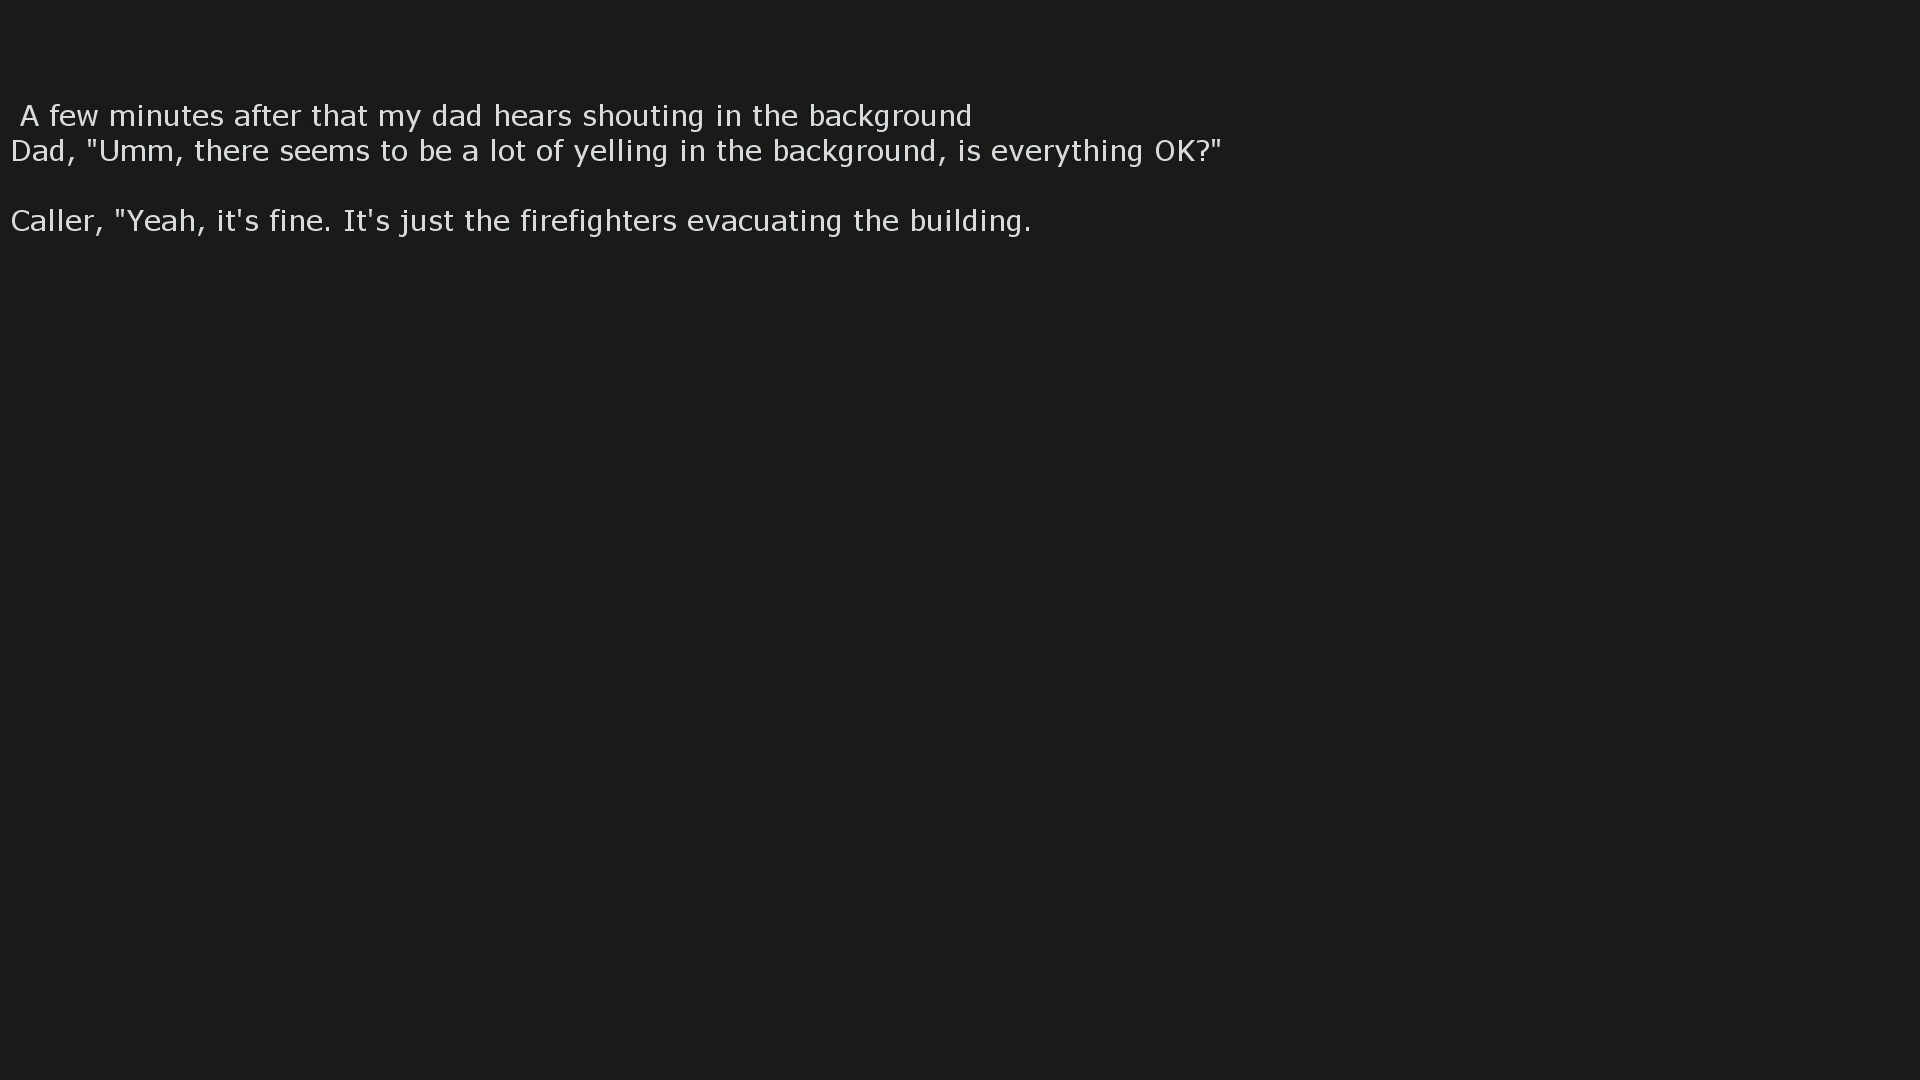 A few minutes after that my dad hears shouting in the background
Dad, "Umm, there seems to be a lot of yelling in the background, is everything OK?"
Caller, "Yeah, it's fine. It's just the firefighters evacuating the building.